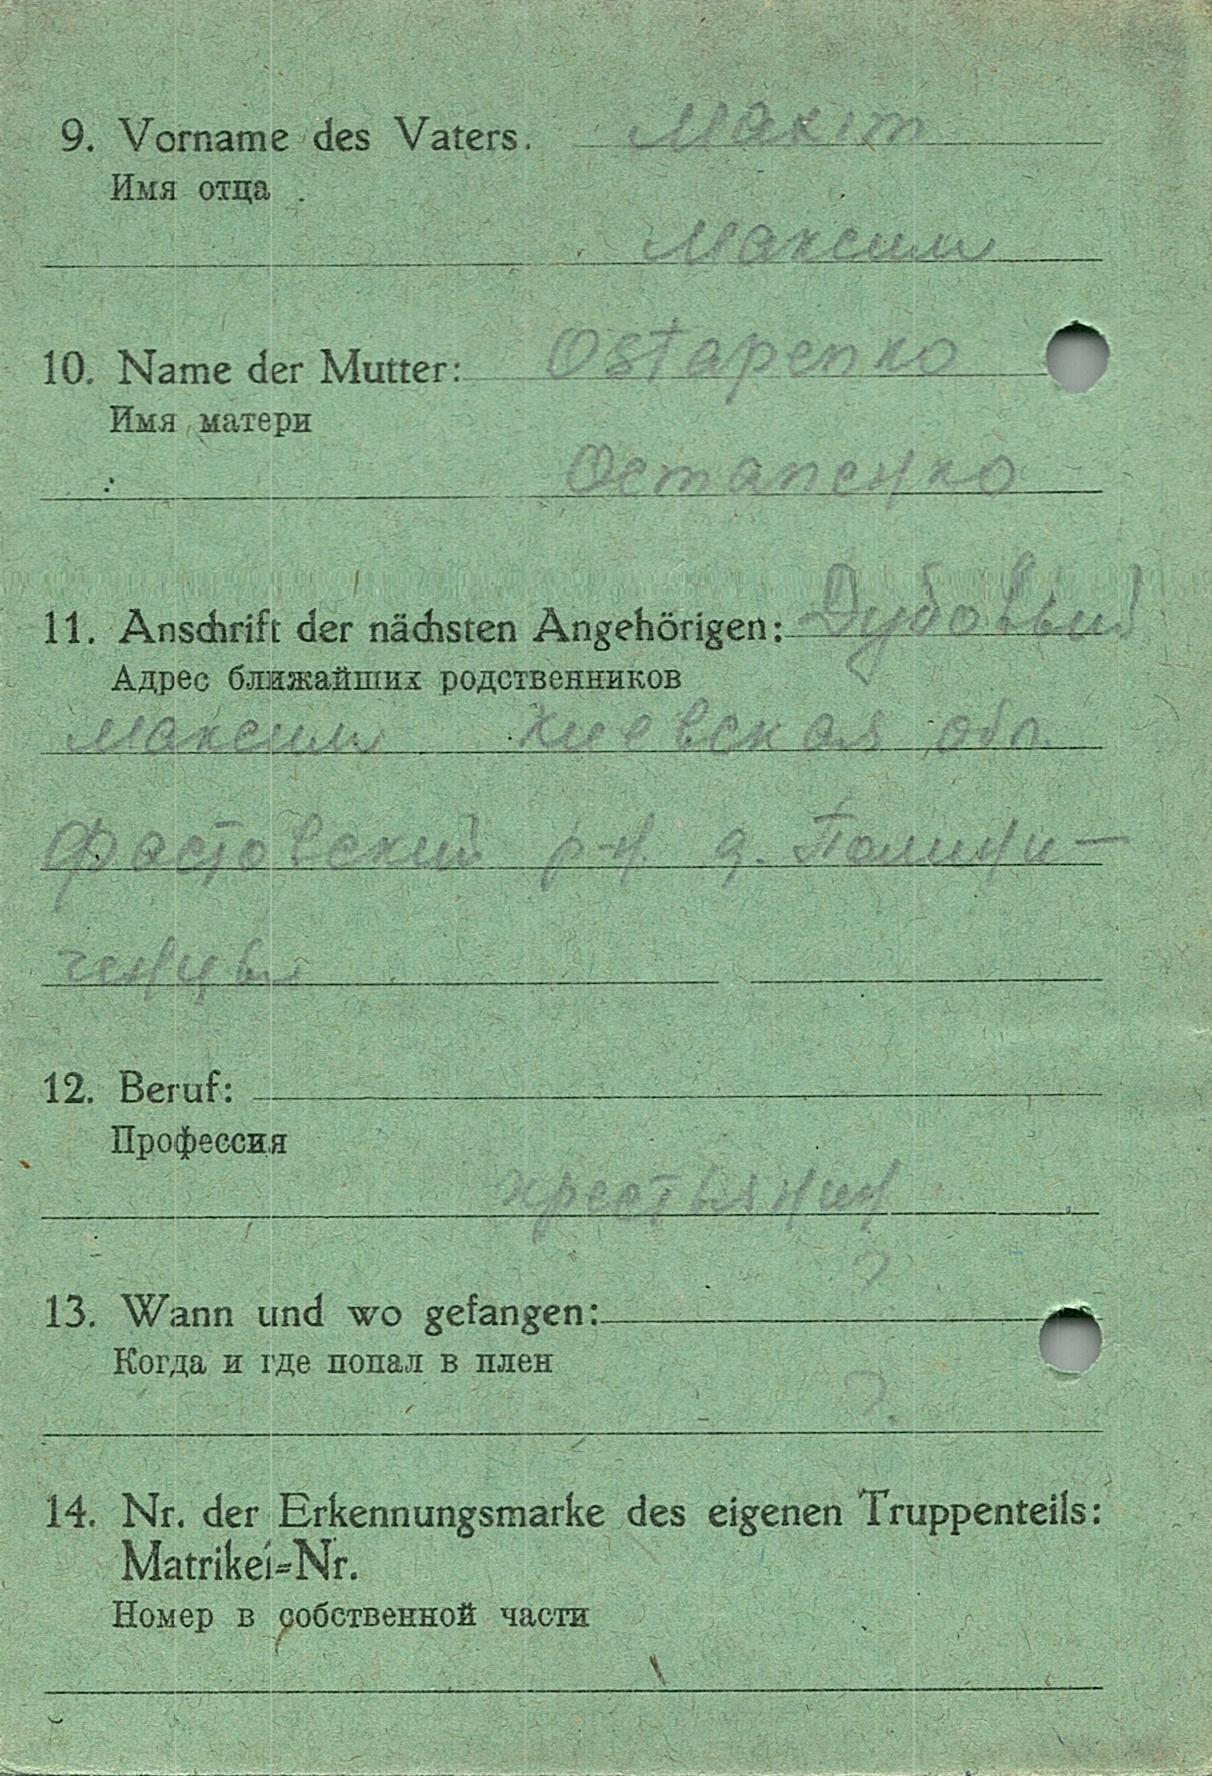 9. Vorname des Vaters. Maxim
Имя отца
Максим
10. Name der Mutter: Ostapenko
Имя матери
Остапенко
11. Anschrift der nächsten Angehörigen: Дубовый
Адрес ближайших родственников
Максим Киевская обл.
Фастовский р-н. д. Полини-
ченцы
12. Beruf:
Профессия
крестьянин
?
13. Wann und wo gefangen:
Когда и где попал в плен
?
14. Nr. der Erkennungsmarke des eigenen Truppenteils:
Matrikel=Nr.
Номер в собственной части